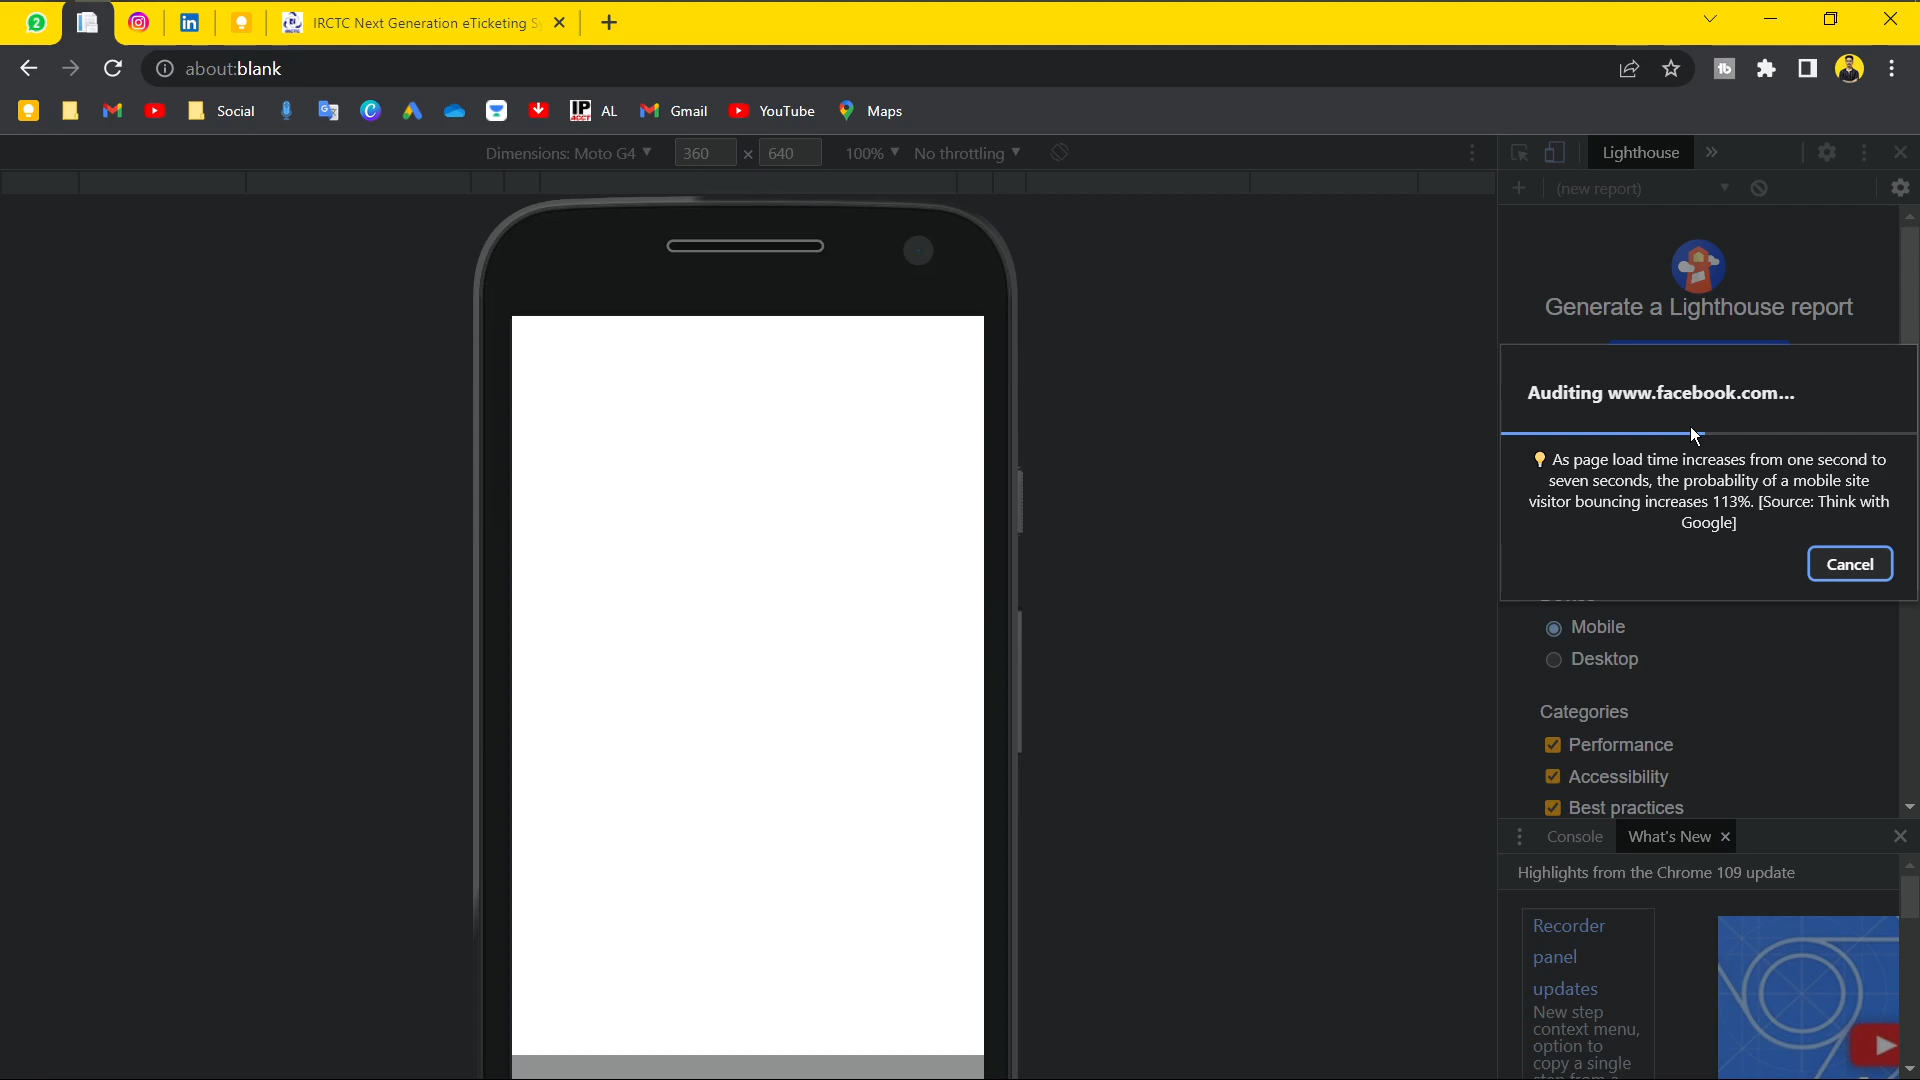 2
IRCTC Next Generation eTicketing S
about:blank
Social
AL
Gmail
YouTube
Maps
Dimensions: Moto G4 360 × 640 100% No throttling
Lighthouse
(new report)
Generate a Lighthouse report
Auditing www.facebook.com...
As page load time increases from one second to
seven seconds, the probability of a mobile site
visitor bouncing increases 113%. [Source: Think with
Google]
Cancel
Mobile
Desktop
Categories
Performance
Accessibility
Best practices
Console
What's New
Highlights from the Chrome 109 update
Recorder
panel
updates
New step
context menu,
option to
copy a single